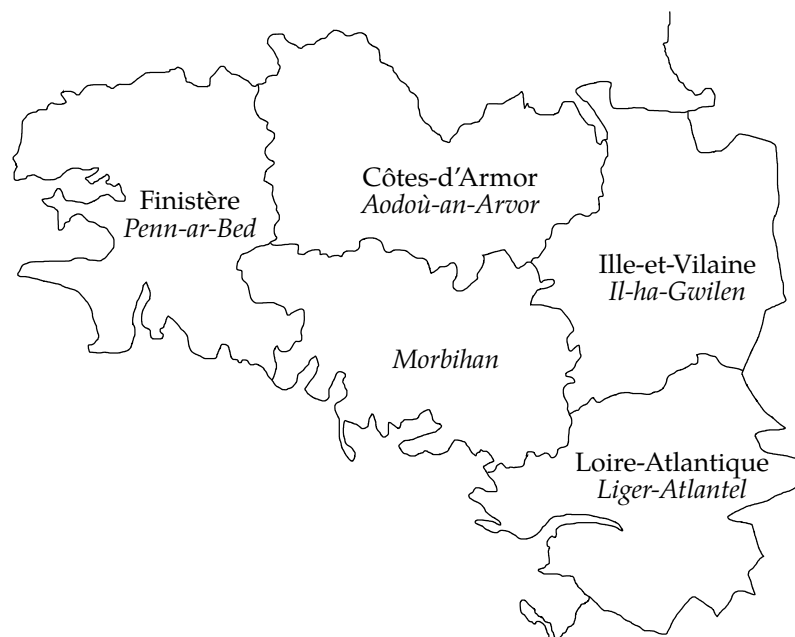 Finistère
Penn-ar-Bed
Côtes-d'Armor
Aodoù-an-Arvor
Ille-et-Vilaine
Il-ha-Gwilen
Morbihan
Loire-Atlantique
Liger-Atlantel